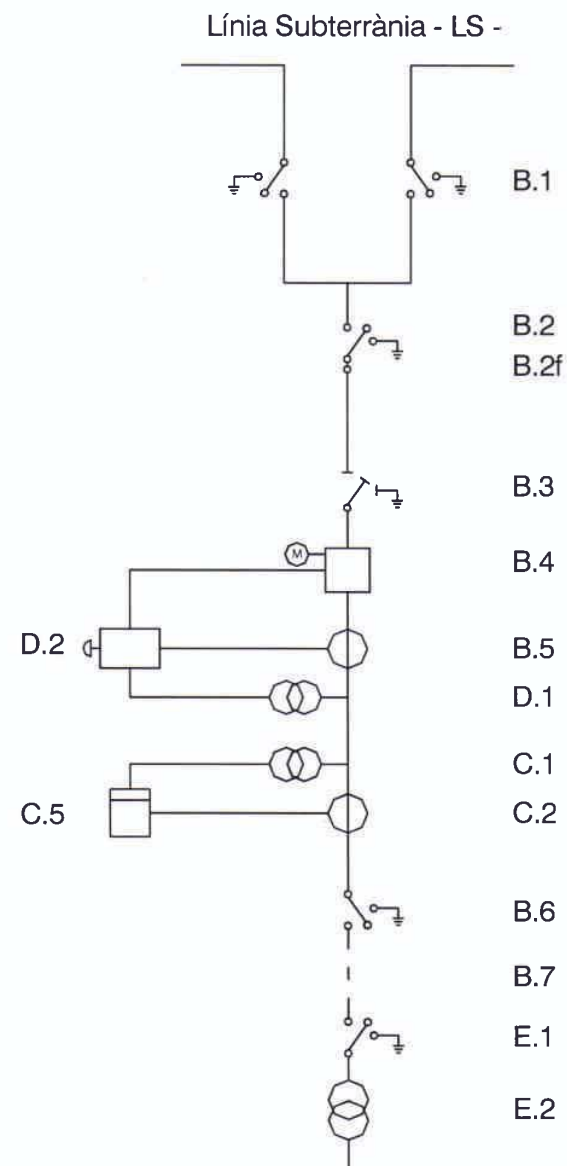 Línia Subterrània - LS -
B.1
B.2
B.2f
B.3
M
B.4
D.2
B.5
D.1
C.1
C.5
C.2
B.6
B.7
E.1
E.2